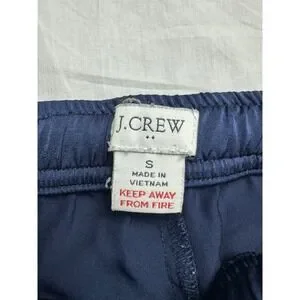 J.CREW
S
MADE IN
VIETNAM
KEEP AWAY
FROM FIRE